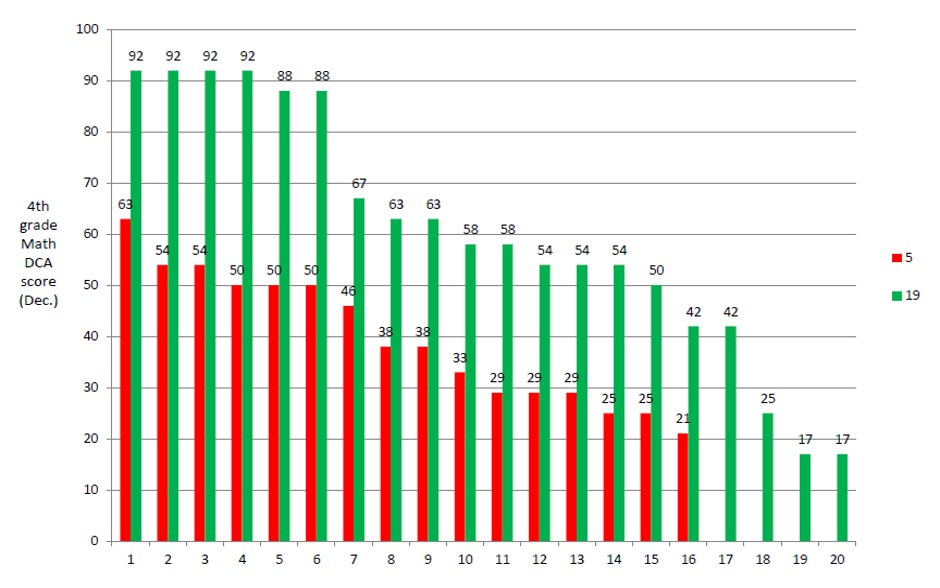 100
92 92 92 92
90
88 88
80
70
67
63 63 63
60
58 58
54 54 54 54 54
50
50 50 50 50
46
42 42
40
38 38
33
30
29 29 29
25 25 25
21
20
17 17
10
0
1 2 3 4 5 6 7 8 9 10 11 12 13 14 15 16 17 18 19 20
4th
grade
Math
DCA
score
(Dec.)
5
19